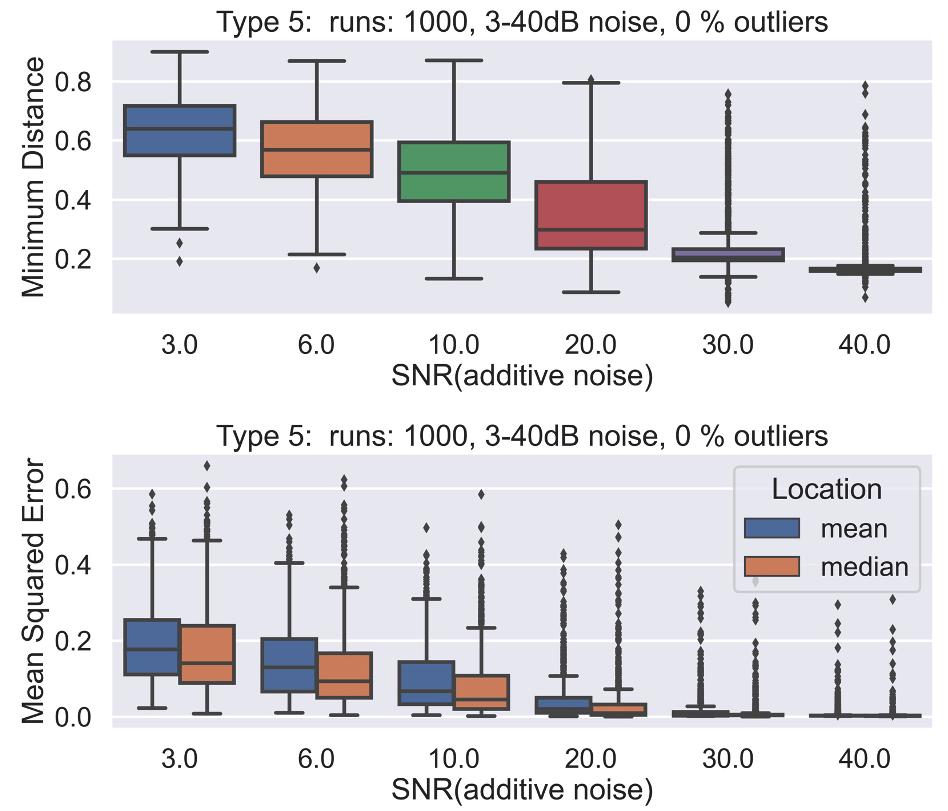 Type 5:  runs: 1000, 3-40dB noise, 0 % outliers
Minimum Distance
0.8
0.6
0.4
0.2
3.0 6.0 10.0 20.0 30.0 40.0
SNR(additive noise)
Type 5:  runs: 1000, 3-40dB noise, 0 % outliers
Mean Squared Error
0.6
0.4
0.2
0.0
Location
mean
median
3.0 6.0 10.0 20.0 30.0 40.0
SNR(additive noise)